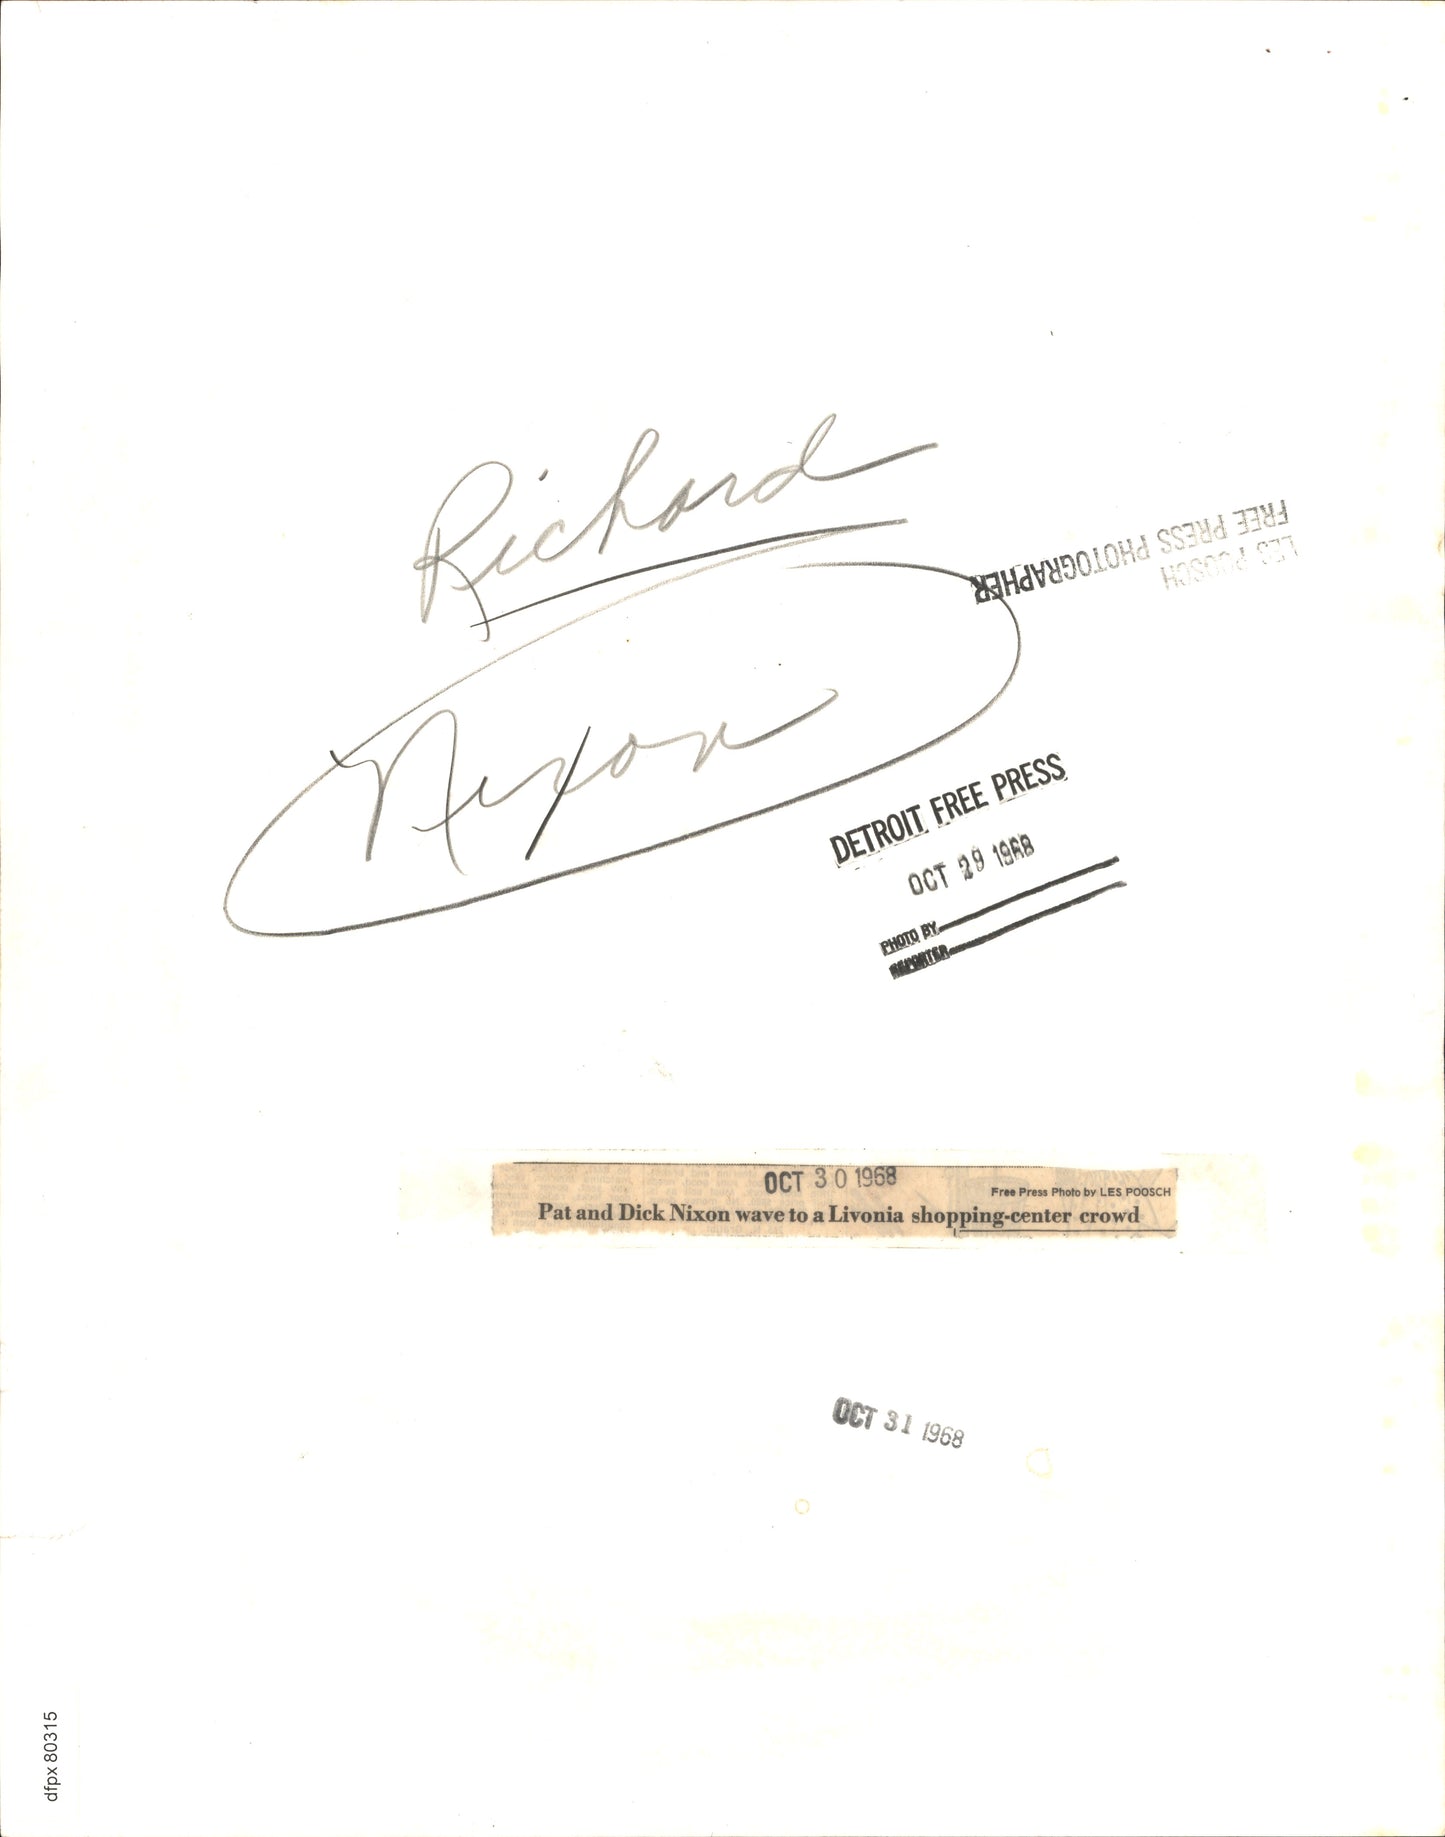 Richard
FREE PRESS PHOTOGRAPHER
LES POOSCH
Nixon
DETROIT FREE PRESS
OCT 29 1968
PHOTO BY
REPORTER
OCT 30 1968
Free Press Photo by LES POOSCH
Pat and Dick Nixon wave to a Livonia shopping-center crowd
OCT 31 1968
dfpx 80315